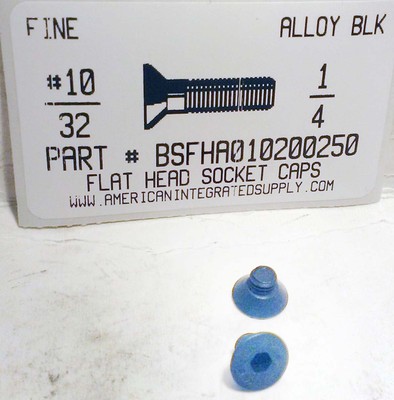 FINE ALLOY BLK
#10 1
32 4
PART # BSFHA010200250
FLAT HEAD SOCKET CAPS
WWW.AMERICANINTEGRATEDSUPPLY.COM